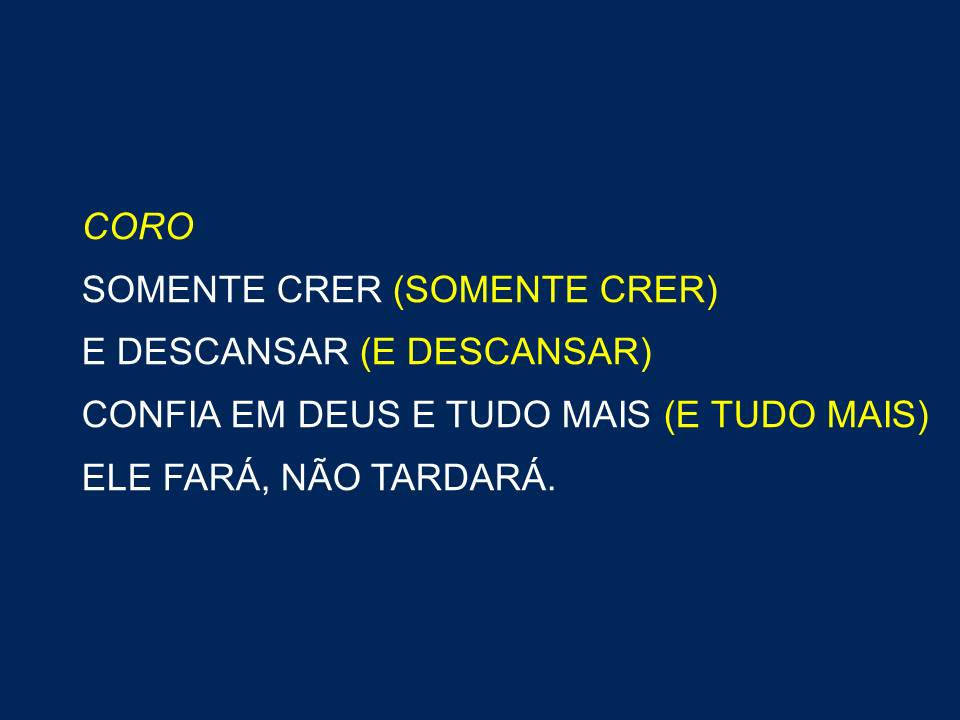 CORO
SOMENTE CRER (SOMENTE CRER)
E DESCANSAR (E DESCANSAR)
CONFIA EM DEUS E TUDO MAIS (E TUDO MAIS)
ELE FARÁ, NÃO TARDARÁ.